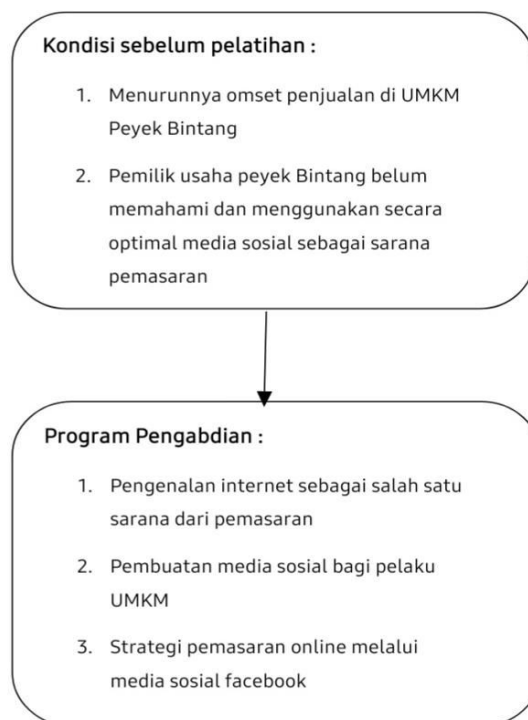 Kondisi sebelum pelatihan :
1. Menurunnya omset penjualan di UMKM
Peyek Bintang
2. Pemilik usaha peyek Bintang belum
memahami dan menggunakan secara
optimal media sosial sebagai sarana
pemasaran
Program Pengabdian :
1. Pengenalan internet sebagai salah satu
sarana dari pemasaran
2. Pembuatan media sosial bagi pelaku
UMKM
3. Strategi pemasaran online melalui
media sosial facebook